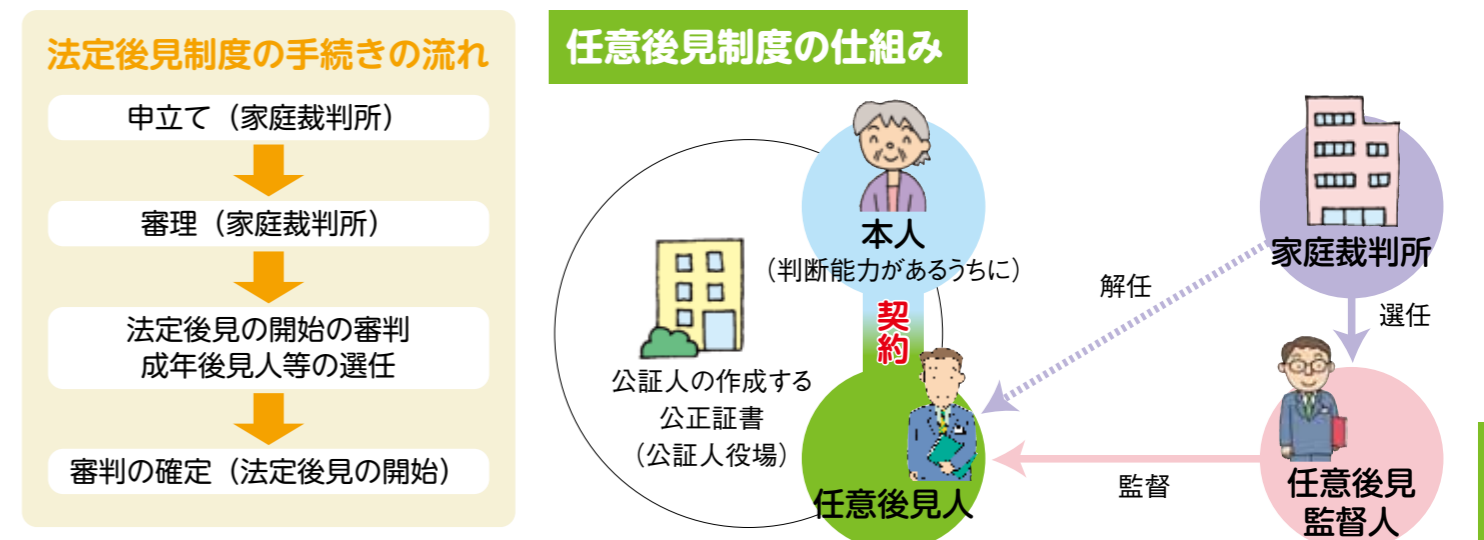 法定後見制度の手続きの流れ
申立て（家庭裁判所）
審理（家庭裁判所）
法定後見の開始の審判
成年後見人等の選任
審判の確定（法定後見の開始）
任意後見制度の仕組み
本人
（判断能力があるうちに）
契約
公証人の作成する
公正証書
（公証人役場）
任意後見人
家庭裁判所
解任
選任
監督
任意後見
監督人